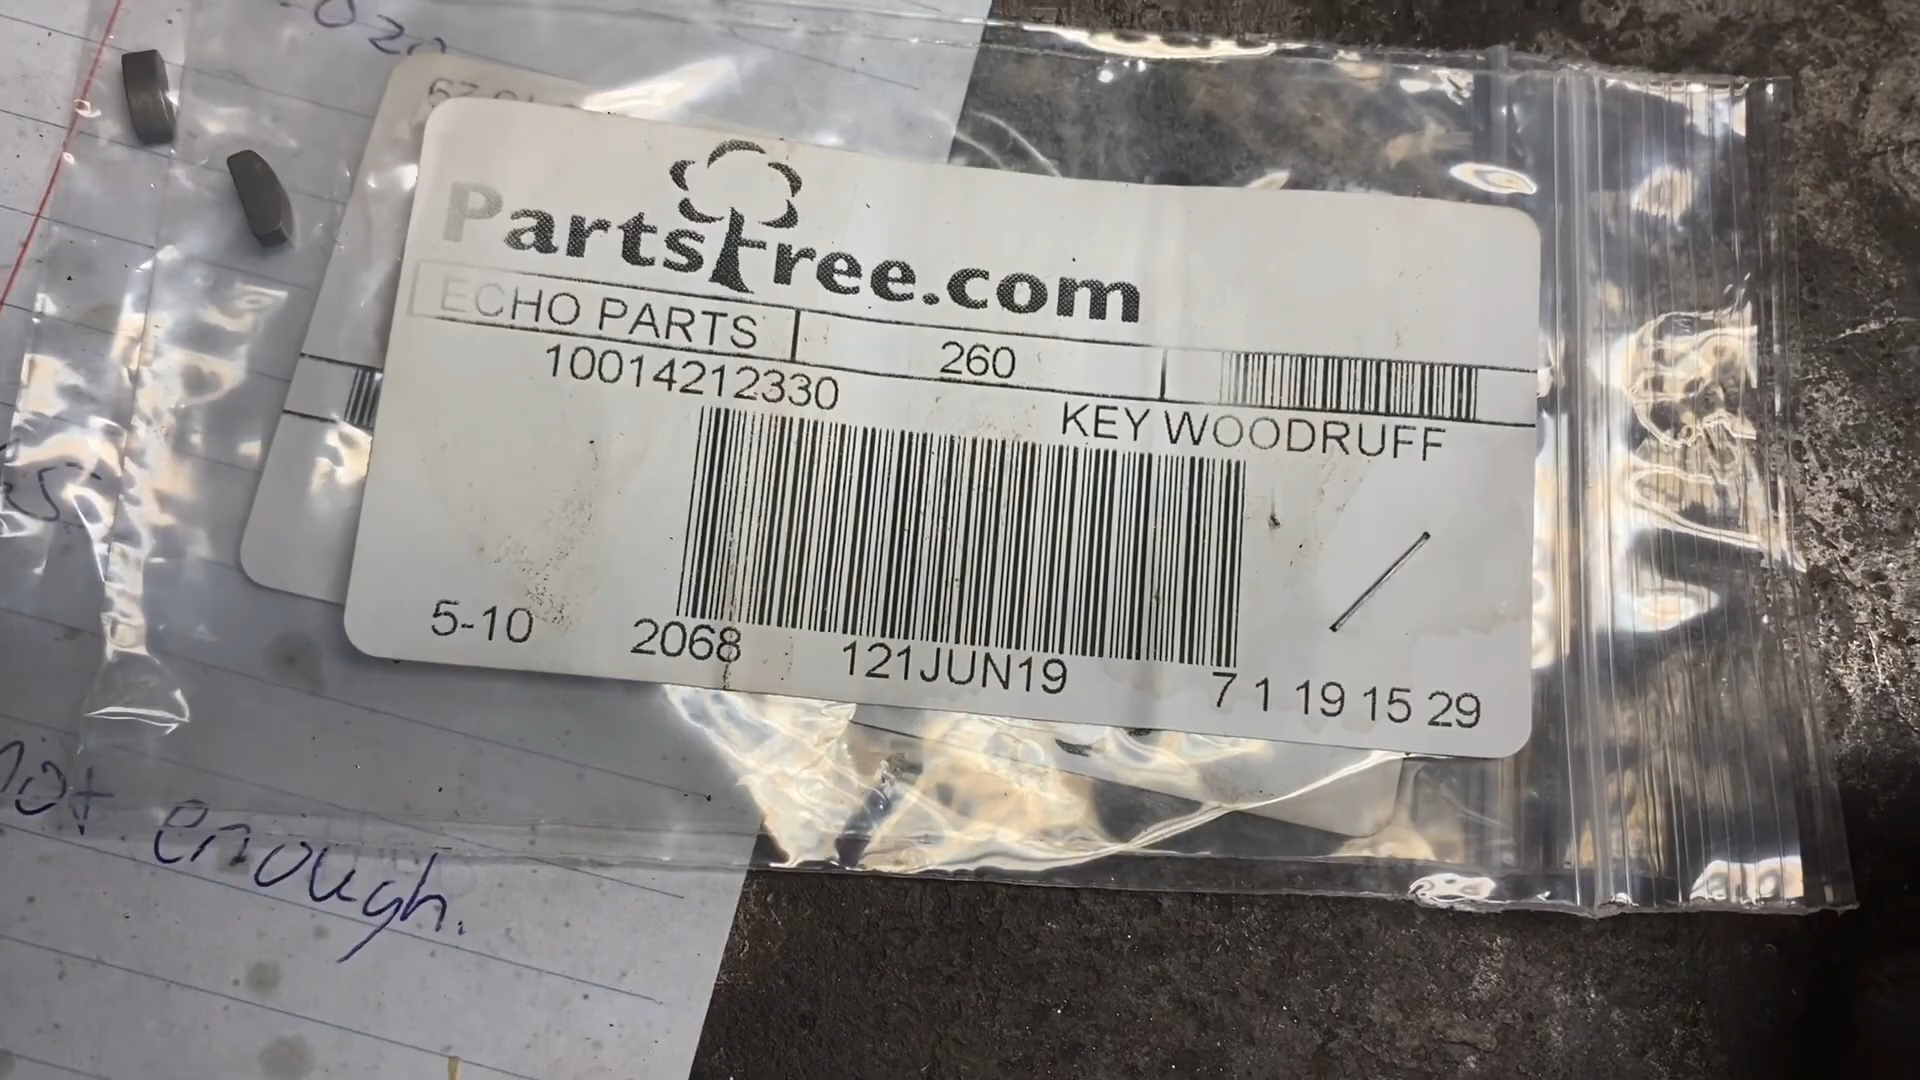 PartsTree.com
ECHO PARTS 260
10014212330 KEY WOODRUFF
5-10 2068 121JUN19 7 1 19 15 29
not enough.